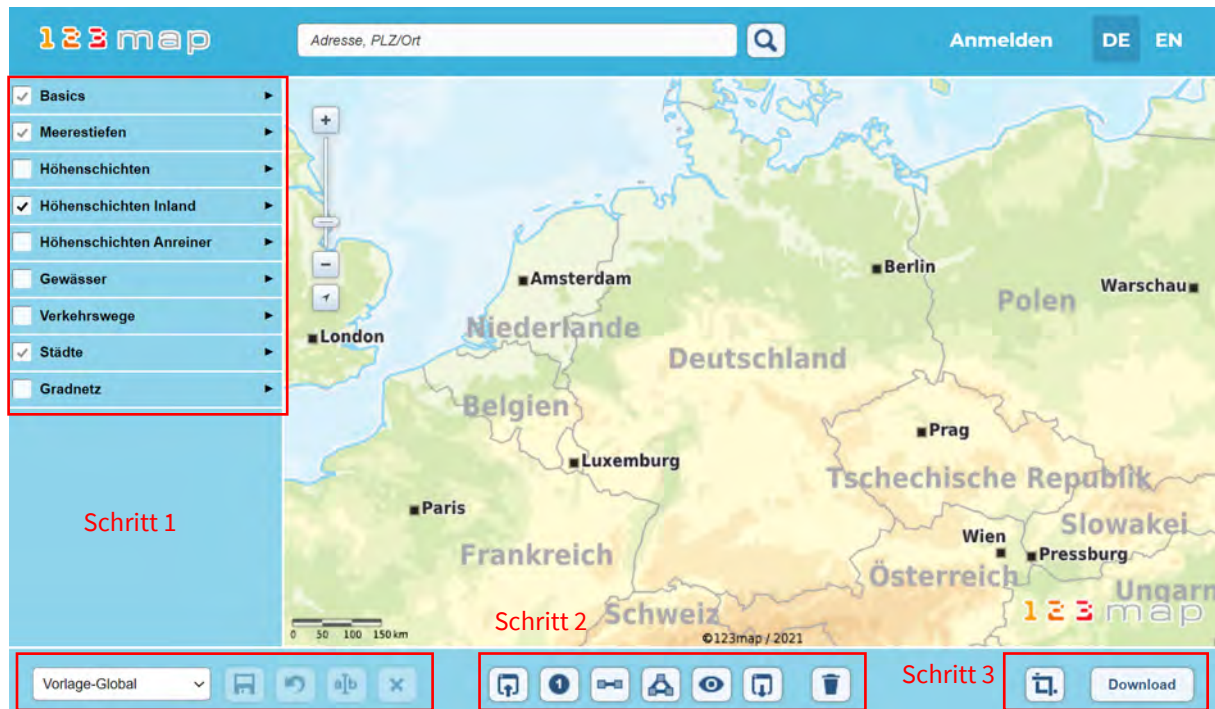 123map
Adresse, PLZ/Ort
Anmelden
DE EN
Basics
Meerestiefen
Höhenschichten
Höhenschichten Inland
Höhenschichten Anreiner
Gewässer
Verkehrswege
Städte
Gradnetz
Schritt 1
Amsterdam
Berlin
Warschau
Polen
Niederlande
London
Deutschland
Belgien
Prag
Luxemburg
Tschechische Republik
Paris
Slowakei
Wien
Frankreich
Pressburg
Österreich
Ungarn
123map
Schweiz
Schritt 2
0 50 100 150 km
©123map / 2021
Vorlage-Global
a b
1
Schritt 3
Download